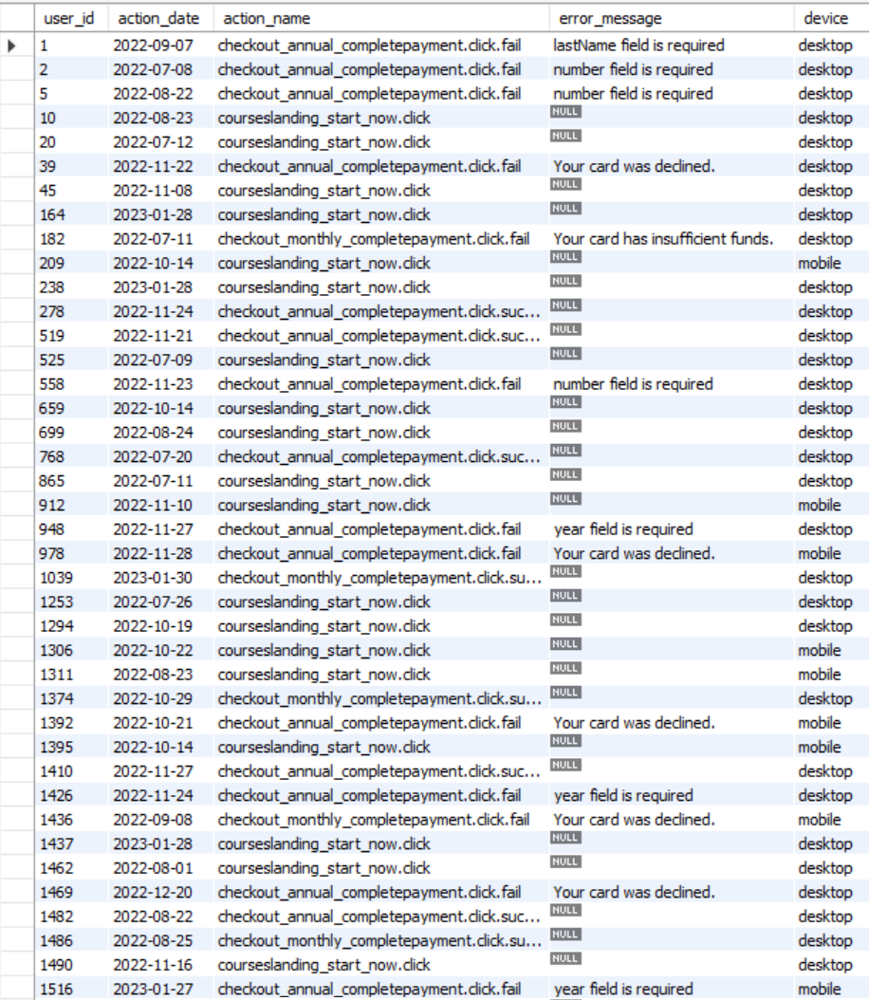 user_id action_date action_name error_message device
1 2022-09-07 checkout_annual_completepayment.click.fail lastName field is required desktop
2 2022-07-08 checkout_annual_completepayment.click.fail number field is required desktop
5 2022-08-22 checkout_annual_completepayment.click.fail number field is required desktop
10 2022-08-23 courseslanding_start_now.click NULL desktop
20 2022-07-12 courseslanding_start_now.click NULL desktop
39 2022-11-22 checkout_annual_completepayment.click.fail Your card was declined. desktop
45 2022-11-08 courseslanding_start_now.click NULL desktop
164 2023-01-28 courseslanding_start_now.click NULL desktop
182 2022-07-11 checkout_monthly_completepayment.click.fail Your card has insufficient funds. desktop
209 2022-10-14 courseslanding_start_now.click NULL mobile
238 2023-01-28 courseslanding_start_now.click NULL desktop
278 2022-11-24 checkout_annual_completepayment.click.suc... NULL desktop
519 2022-11-21 checkout_annual_completepayment.click.suc... NULL desktop
525 2022-07-09 courseslanding_start_now.click NULL desktop
558 2022-11-23 checkout_annual_completepayment.click.fail number field is required desktop
659 2022-10-14 courseslanding_start_now.click NULL desktop
699 2022-08-24 courseslanding_start_now.click NULL desktop
768 2022-07-20 checkout_annual_completepayment.click.suc... NULL desktop
865 2022-07-11 courseslanding_start_now.click NULL desktop
912 2022-11-10 courseslanding_start_now.click NULL mobile
948 2022-11-27 checkout_annual_completepayment.click.fail year field is required desktop
978 2022-11-28 checkout_annual_completepayment.click.fail Your card was declined. mobile
1039 2023-01-30 checkout_monthly_completepayment.click.su... NULL desktop
1253 2022-07-26 courseslanding_start_now.click NULL desktop
1294 2022-10-19 courseslanding_start_now.click NULL desktop
1306 2022-10-22 courseslanding_start_now.click NULL mobile
1311 2022-08-23 courseslanding_start_now.click NULL mobile
1374 2022-10-29 checkout_monthly_completepayment.click.su... NULL desktop
1392 2022-10-21 checkout_annual_completepayment.click.fail Your card was declined. mobile
1395 2022-10-14 courseslanding_start_now.click NULL mobile
1410 2022-11-27 checkout_annual_completepayment.click.suc... NULL desktop
1426 2022-11-24 checkout_annual_completepayment.click.fail year field is required desktop
1436 2022-09-08 checkout_monthly_completepayment.click.fail Your card was declined. mobile
1437 2023-01-28 courseslanding_start_now.click NULL desktop
1462 2022-08-01 courseslanding_start_now.click NULL desktop
1469 2022-12-20 checkout_annual_completepayment.click.fail Your card was declined. desktop
1482 2022-08-22 checkout_annual_completepayment.click.suc... NULL desktop
1486 2022-08-25 checkout_monthly_completepayment.click.su... NULL desktop
1490 2022-11-16 courseslanding_start_now.click NULL desktop
1516 2023-01-27 checkout_annual_completepayment.click.fail year field is required mobile